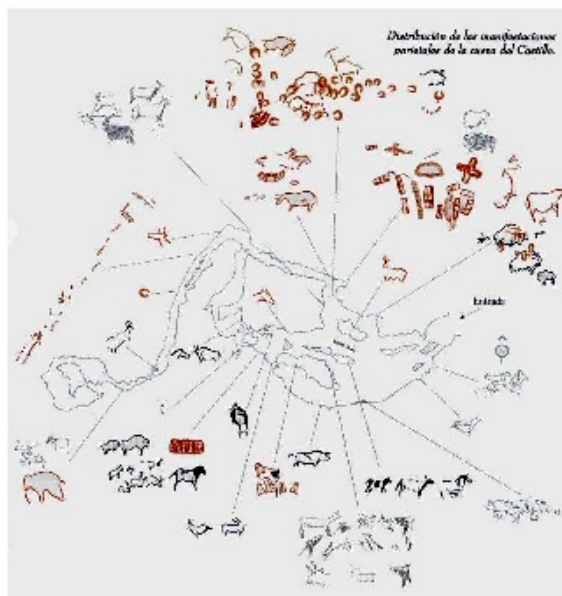 Distribución de las manifestaciones
parietales de la cueva del Castillo.
Entrada